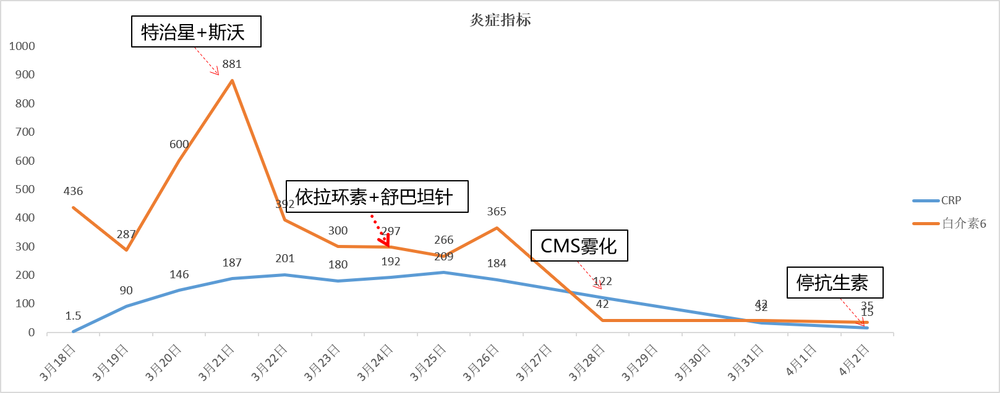 炎症指标
特治星+斯沃
依拉环素+舒巴坦针
CMS雾化
停抗生素
1000
900
800
700
600
500
400
300
200
100
0
436
287
600
881
392
300
297
266
365
42
42
35
1.5
90
146
187
201
180
192
209
184
122
32
15
3月18日
3月19日
3月20日
3月21日
3月22日
3月23日
3月24日
3月25日
3月26日
3月27日
3月28日
3月29日
3月30日
3月31日
4月1日
4月2日
CRP
白介素6